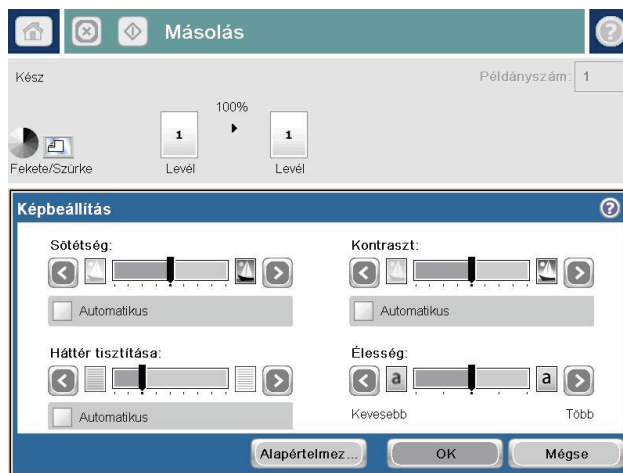 Másolás
Kész
Példányszám: 1
100%
1 1
Fekete/Szürke Levél Levél
Képbeállítás
Sötétség: Kontraszt:
Automatikus Automatikus
Háttér tisztítása: Élesség:
a a
Automatikus Kevesebb Több
Alapértelmez... OK Mégse